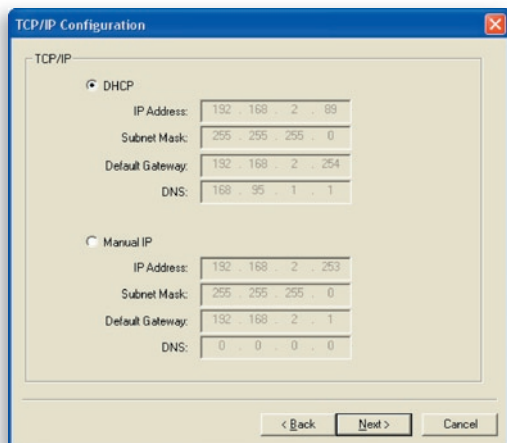 TCP/IP Configuration
TCP/IP
DHCP
IP Address: 192 . 168 . 2 . 89
Subnet Mask: 255 . 255 . 255 . 0
Default Gateway: 192 . 168 . 2 . 254
DNS: 168 . 95 . 1 . 1
Manual IP
IP Address: 192 . 168 . 2 . 253
Subnet Mask: 255 . 255 . 255 . 0
Default Gateway: 192 . 168 . 2 . 1
DNS: 0 . 0 . 0 . 0
< Back Next > Cancel